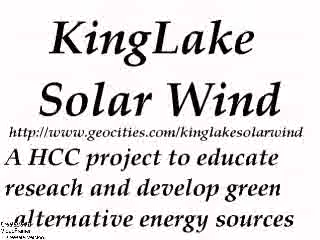 KingLake
Solar Wind
http://www.geocities.com/kinglakesolarwind
A HCC project to educate
reseach and develop green
alternative energy sources